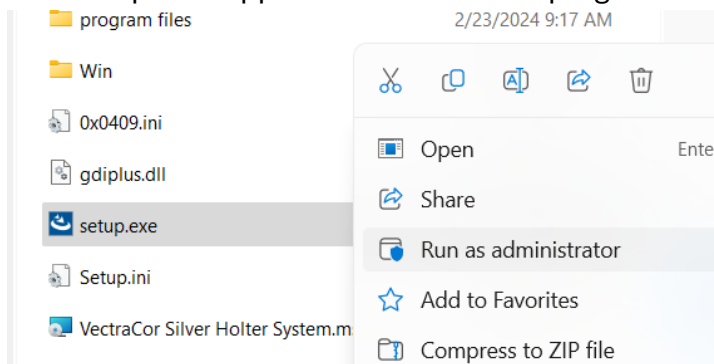 program files 2/23/2024 9:17 AM
Win
0x0409.ini
gdiplus.dll
Open Ente
Share
setup.exe
Run as administrator
Setup.ini
Add to Favorites
VectraCor Silver Holter System.m
Compress to ZIP file